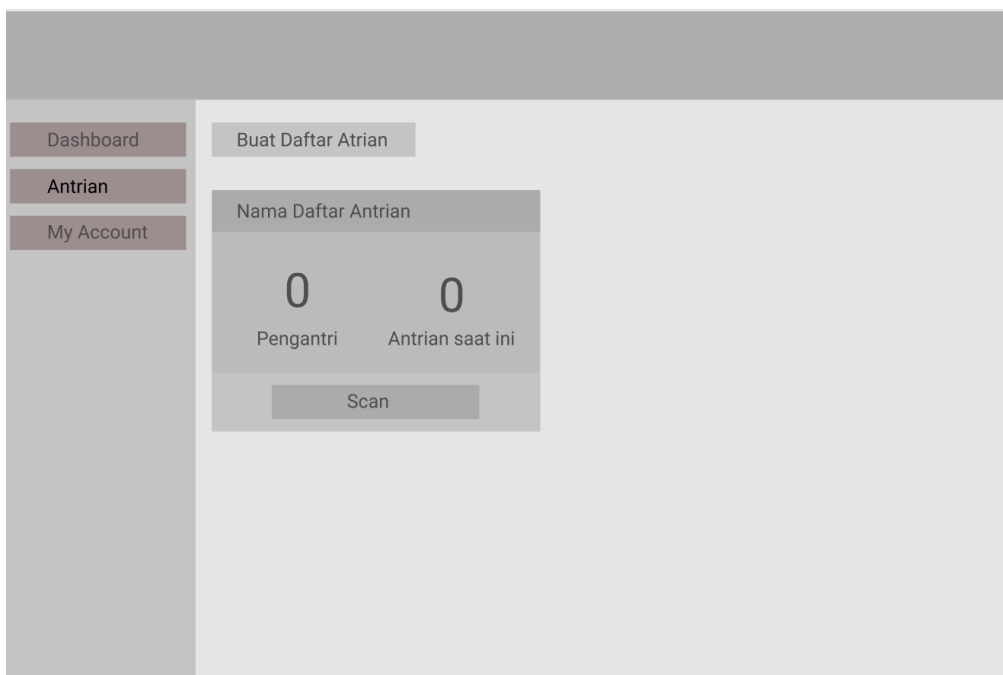 Dashboard
Antrian
My Account
Buat Daftar Atrian
Nama Daftar Antrian
0
0
Pengantri
Antrian saat ini
Scan